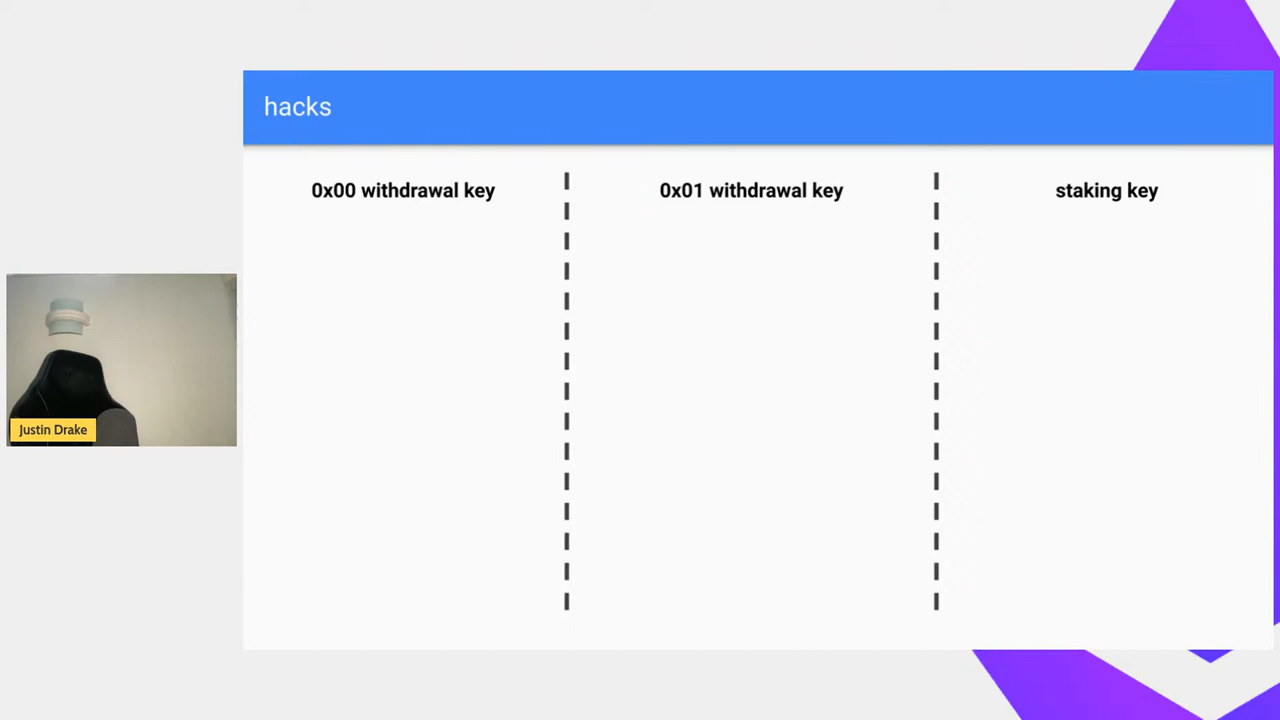 hacks
0x00 withdrawal key
0x01 withdrawal key
staking key
Justin Drake